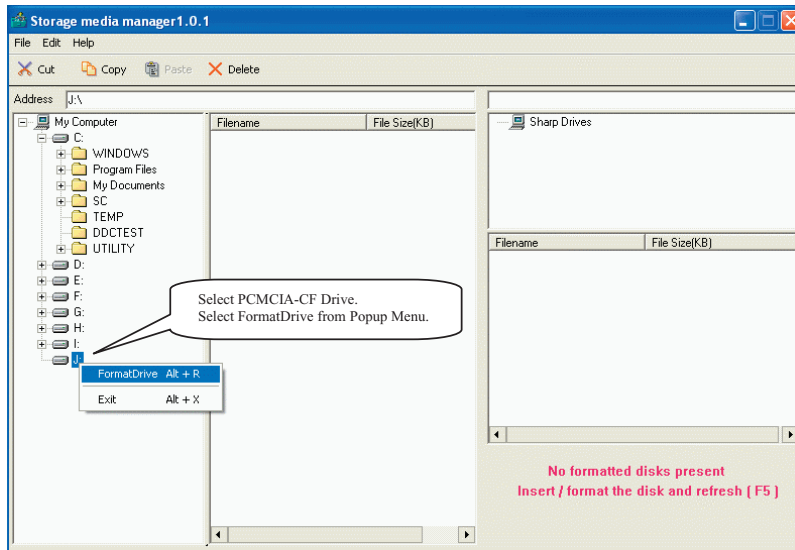 Storage media manager1.0.1
File Edit Help
Cut Copy Paste Delete
Address J:\
My Computer
C:
WINDOWS
Program Files
My Documents
SC
TEMP
DDCTEST
UTILITY
D:
E:
F:
G:
H:
I:
J:
Filename File Size(KB)
Select PCMCIA-CF Drive.
Select FormatDrive from Popup Menu.
FormatDrive Alt + R
Exit Alt + X
Sharp Drives
Filename File Size(KB)
No formatted disks present
Insert / format the disk and refresh ( F5 )